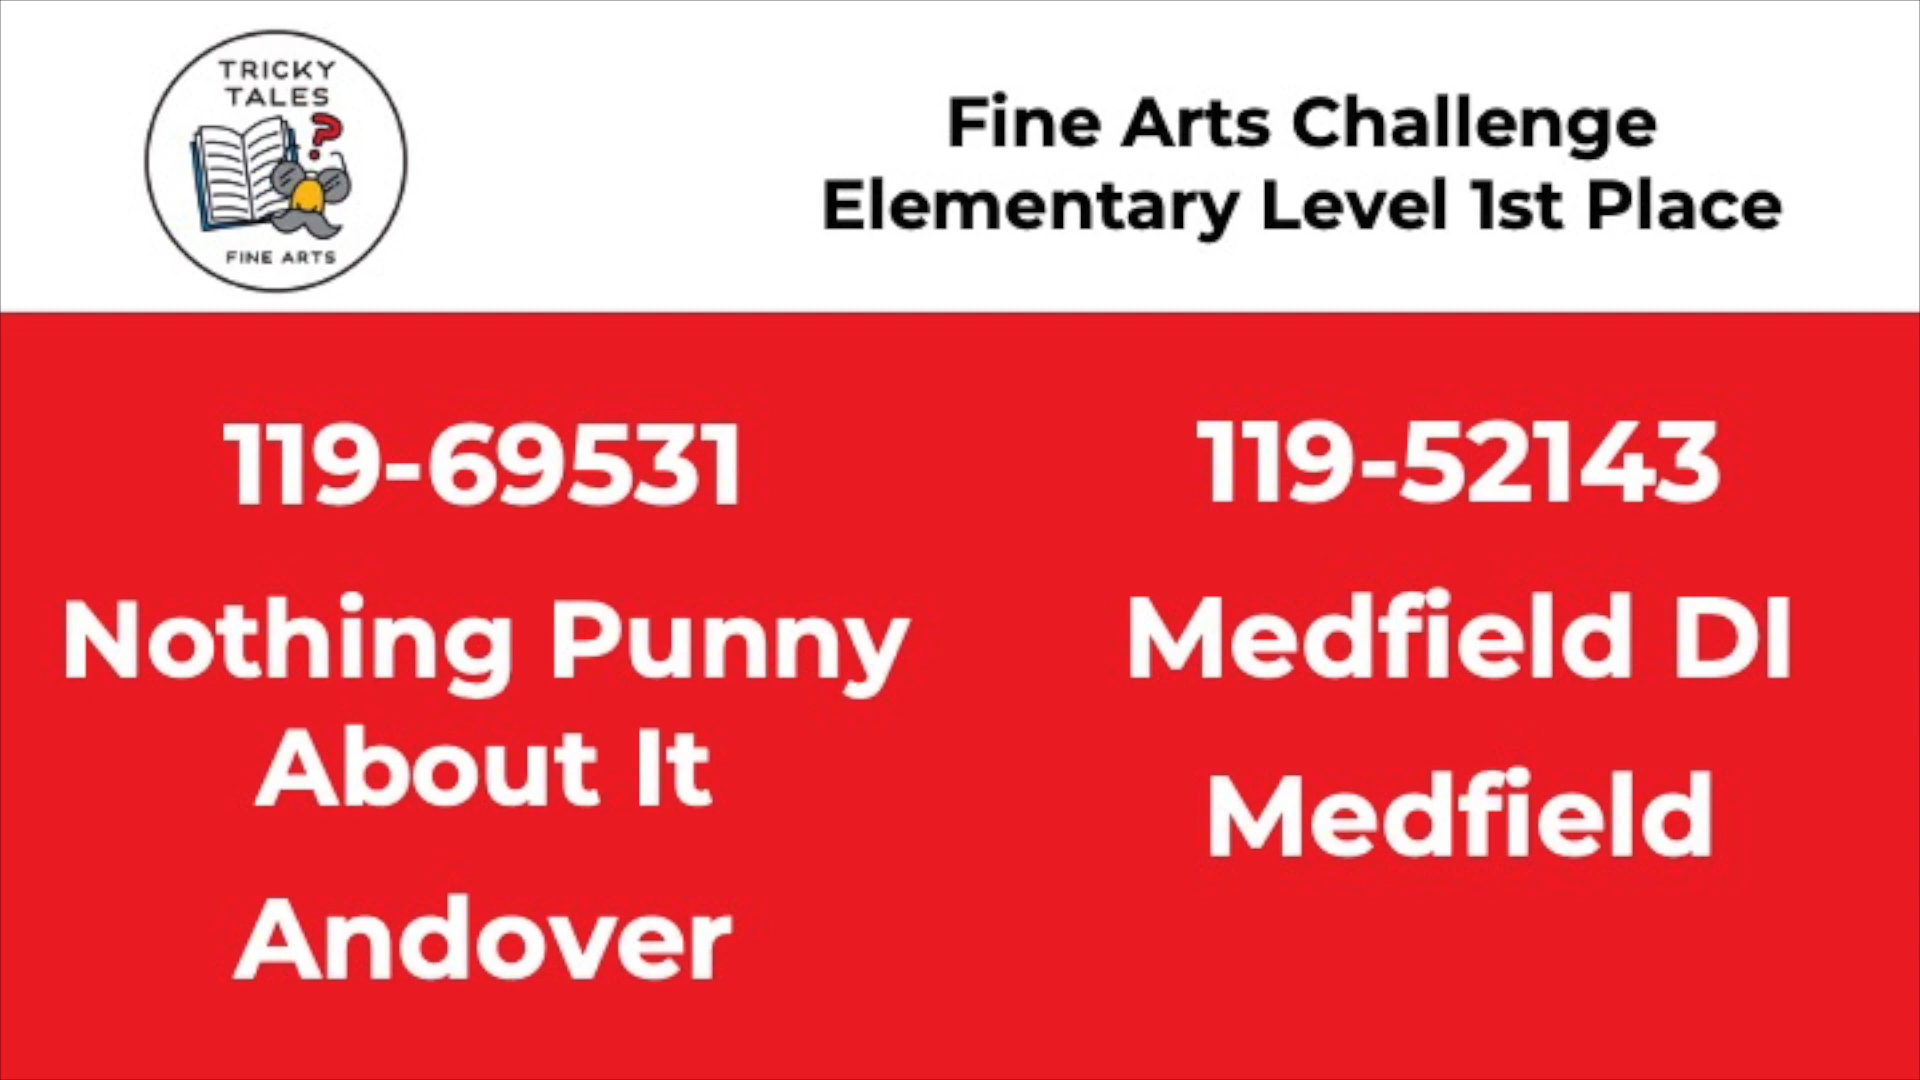 TRICKY
TALES
?
FINE ARTS
Fine Arts Challenge
Elementary Level 1st Place
119-69531
Nothing Punny
About It
Andover
119-52143
Medfield DI
Medfield